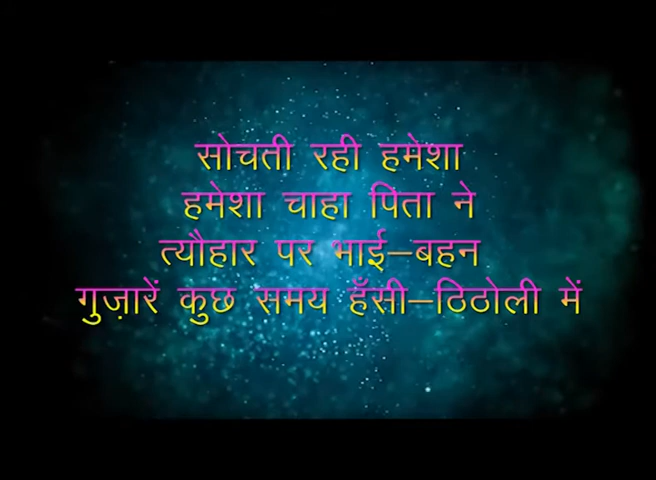 सोचती रही हमेशा
हमेशा चाहा पिता ने
त्यौहार पर भाई–बहन
गुज़ारें कुछ समय हँसी–ठिठोली में